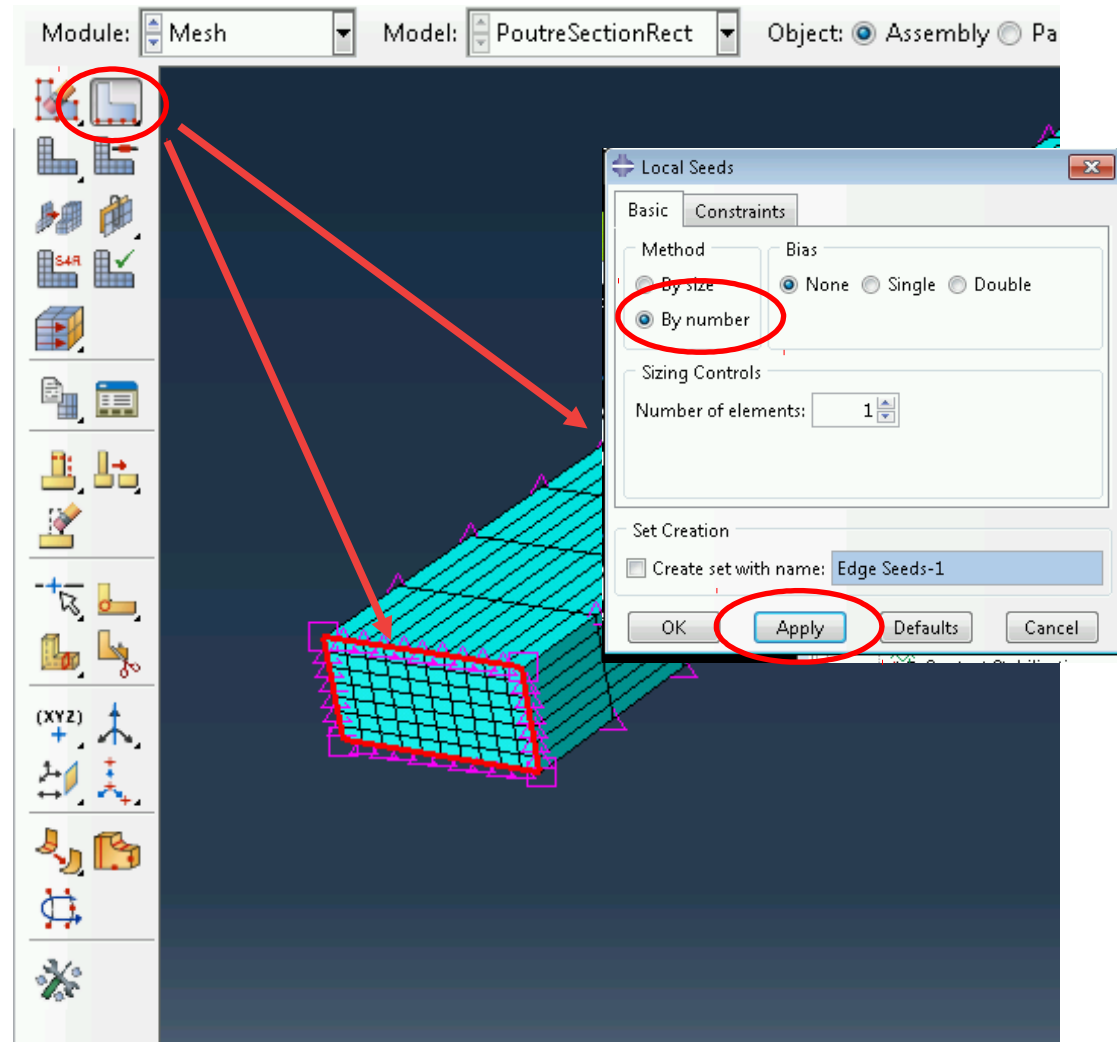 Module: Mesh Model: PoutreSectionRect Object: Assembly Pa
S4R
(XYZ)
Local Seeds
Basic Constraints
Method Bias
By size None Single Double
By number
Sizing Controls
Number of elements: 1
Set Creation
Create set with name: Edge Seeds-1
OK Apply Defaults Cancel